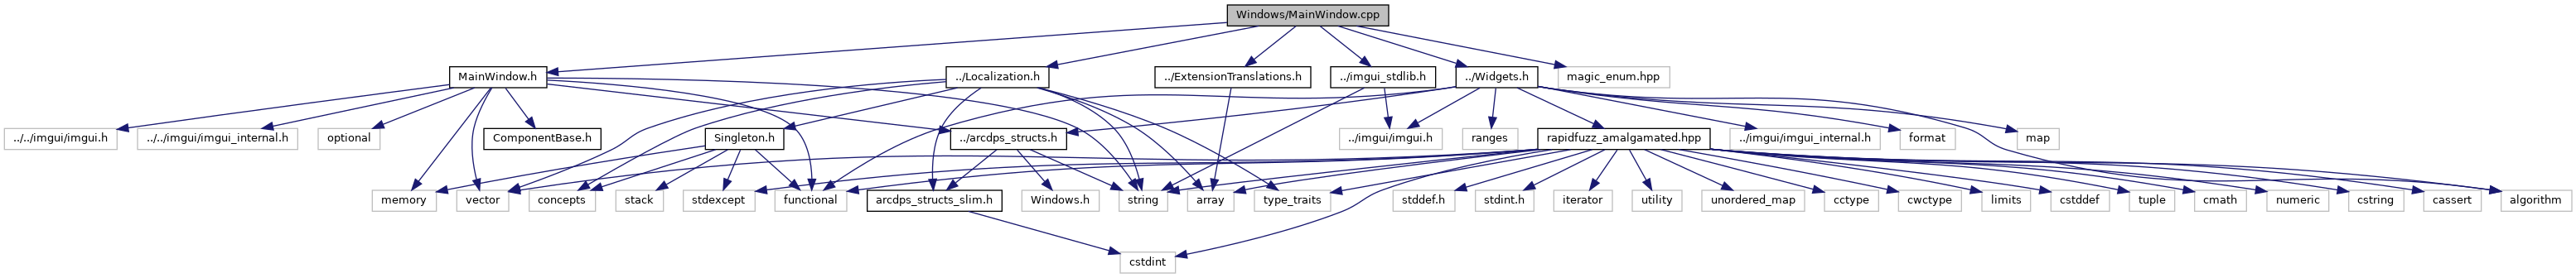 Windows/MainWindow.cpp
MainWindow.h
../Localization.h
../ExtensionTranslations.h
../imgui_stdlib.h
../Widgets.h
magic_enum.hpp
../../imgui/imgui.h
../../imgui/imgui_internal.h
optional
ComponentBase.h
Singleton.h
../arcdps_structs.h
../imgui/imgui.h
ranges
rapidfuzz_amalgamated.hpp
../imgui/imgui_internal.h
format
map
memory
vector
concepts
stack
stdexcept
functional
arcdps_structs_slim.h
Windows.h
string
array
type_traits
stddef.h
stdint.h
iterator
utility
unordered_map
cctype
cwctype
limits
cstddef
tuple
cmath
numeric
cstring
cassert
algorithm
cstdint